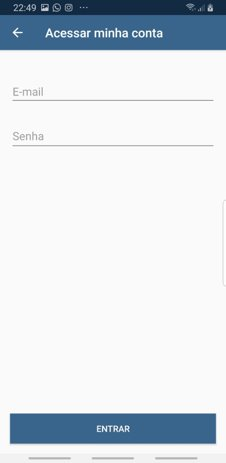 22:49
Acessar minha conta
E-mail
Senha
ENTRAR